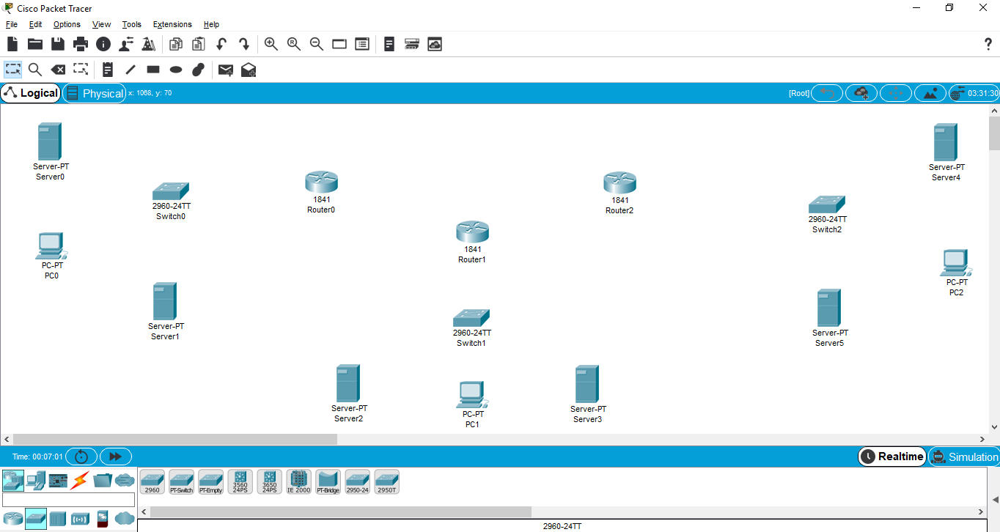 Cisco Packet Tracer
File Edit Options View Tools Extensions Help
R
?
Logical Physical x: 1068, y: 70 [Root] 03:31:30
Server-PT
Server0
Server-PT
Server4
2960-24TT
Switch0
1841
Router0
1841
Router2
2960-24TT
Switch2
1841
Router1
PC-PT
PC0
PC-PT
PC2
Server-PT
Server1
2960-24TT
Switch1
Server-PT
Server5
Server-PT
Server2
PC-PT
PC1
Server-PT
Server3
Time: 00:07:01 Realtime Simulation
2960 PT-Switch PT-Empty 3560 24PS 3650 24PS IE 2000 PT-Bridge 2950-24 2950T
2960-24TT